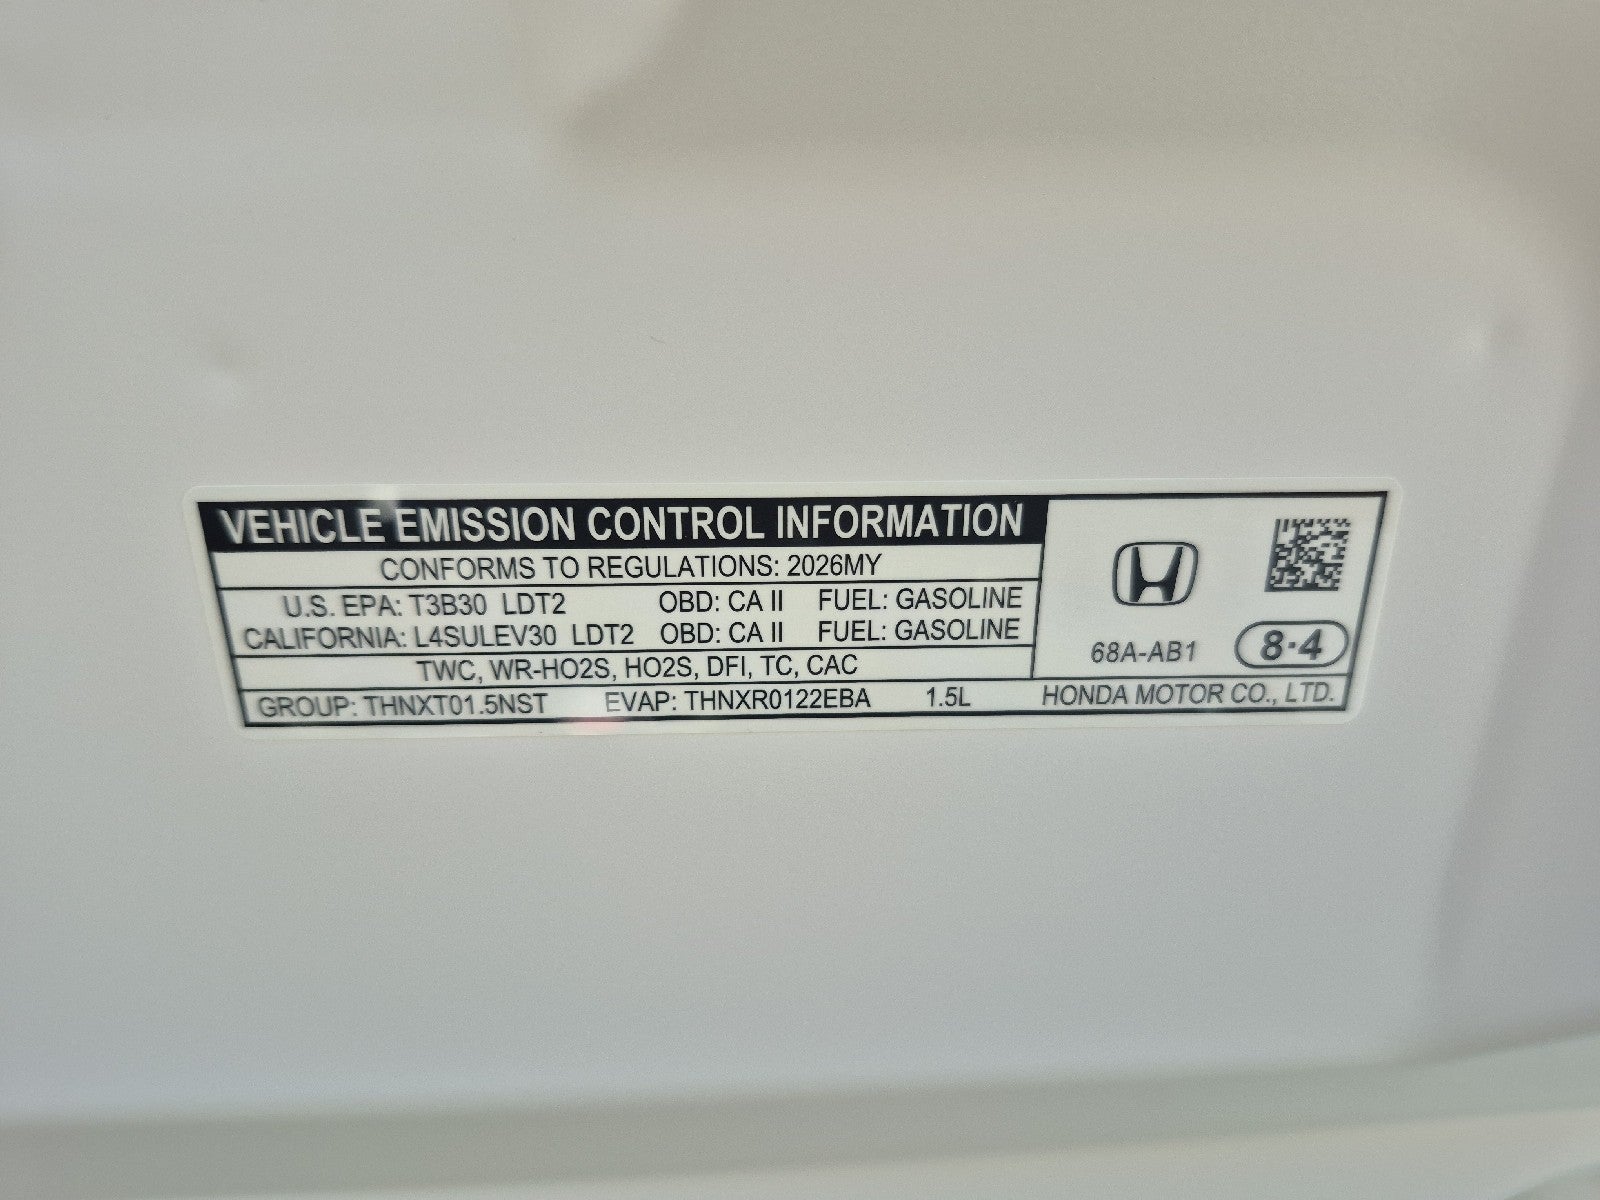 VEHICLE EMISSION CONTROL INFORMATION
CONFORMS TO REGULATIONS: 2026MY
U.S. EPA: T3B30 LDT2 OBD: CA II FUEL: GASOLINE
CALIFORNIA: L4SULEV30 LDT2 OBD: CA II FUEL: GASOLINE
TWC, WR-HO2S, HO2S, DFI, TC, CAC
GROUP: THNXT01.5NST EVAP: THNXR0122EBA 1.5L HONDA MOTOR CO., LTD.
68A-AB1 8·4